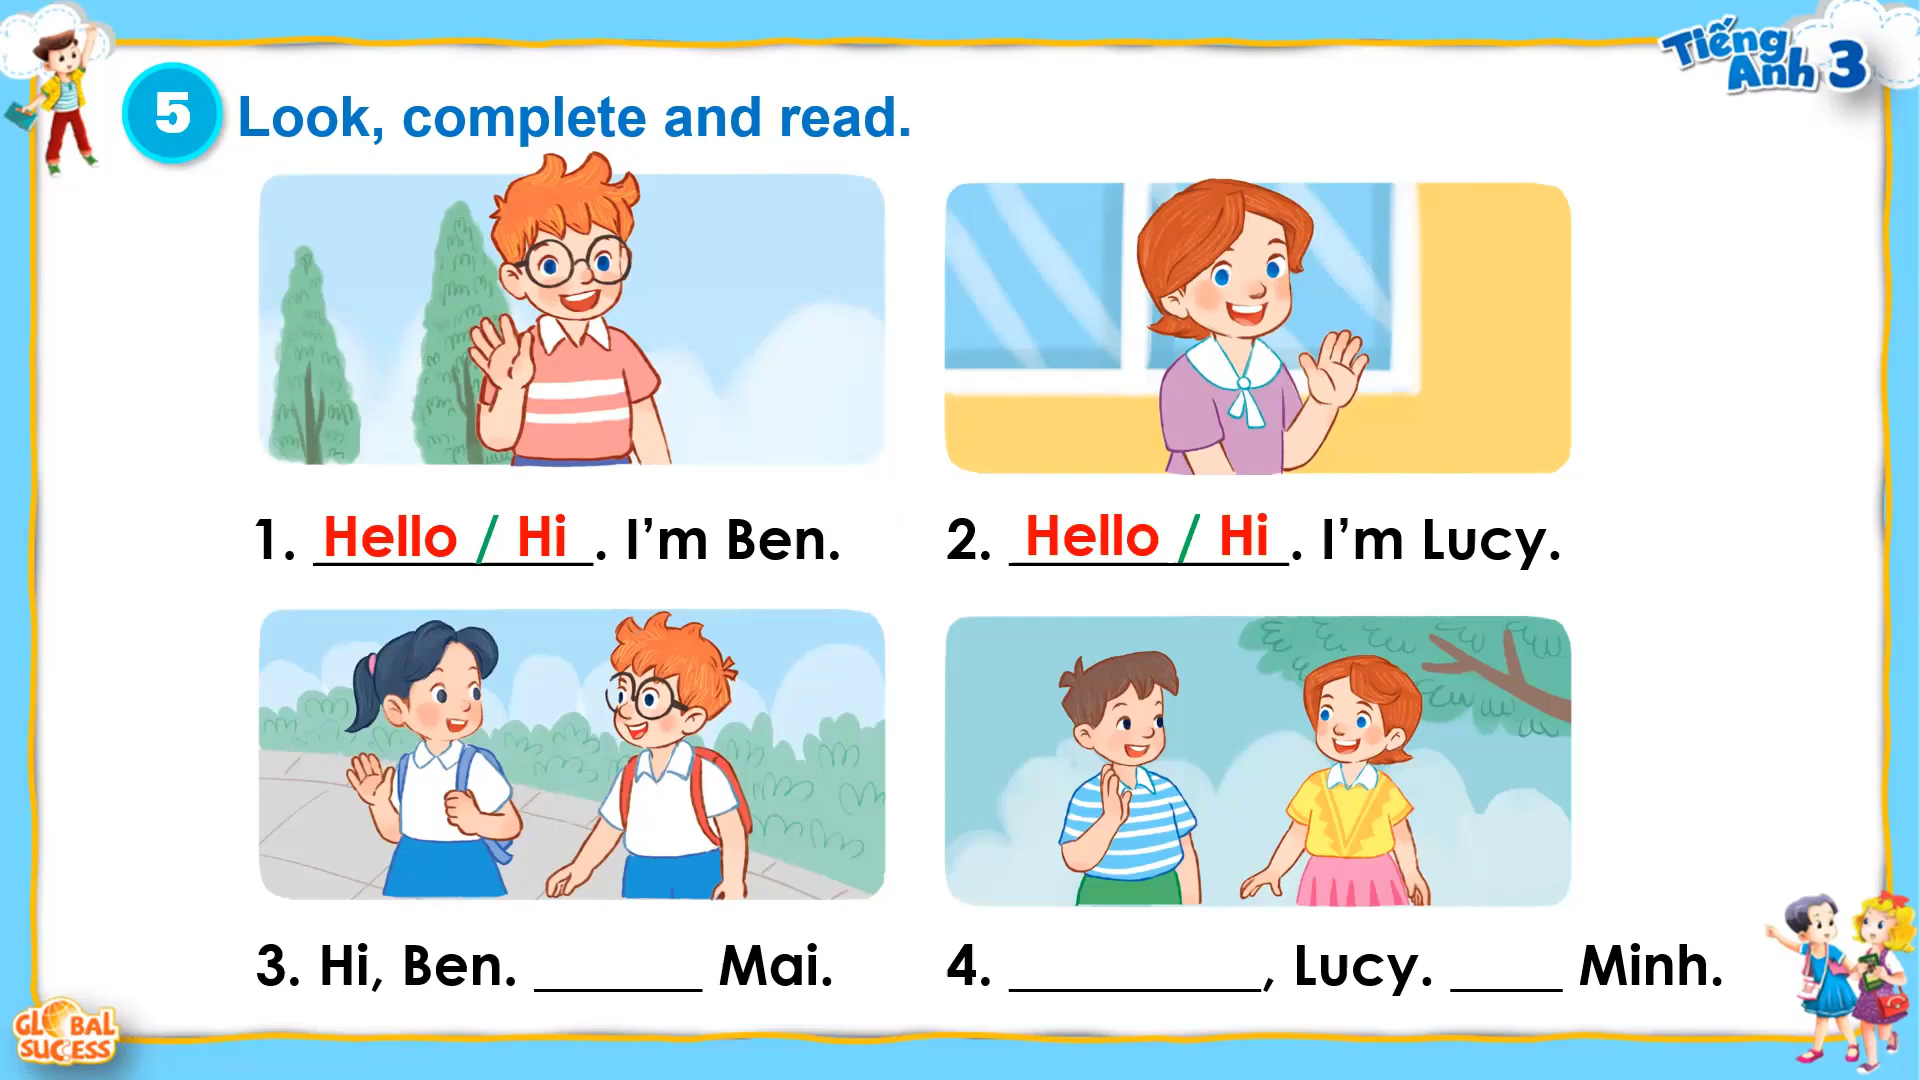 Tiếng
Anh 3
5 Look, complete and read.
1. Hello / Hi. I’m Ben.
2. Hello / Hi. I’m Lucy.
3. Hi, Ben. ______ Mai.
4. _________, Lucy. ____ Minh.
GLOBAL
SUCCESS